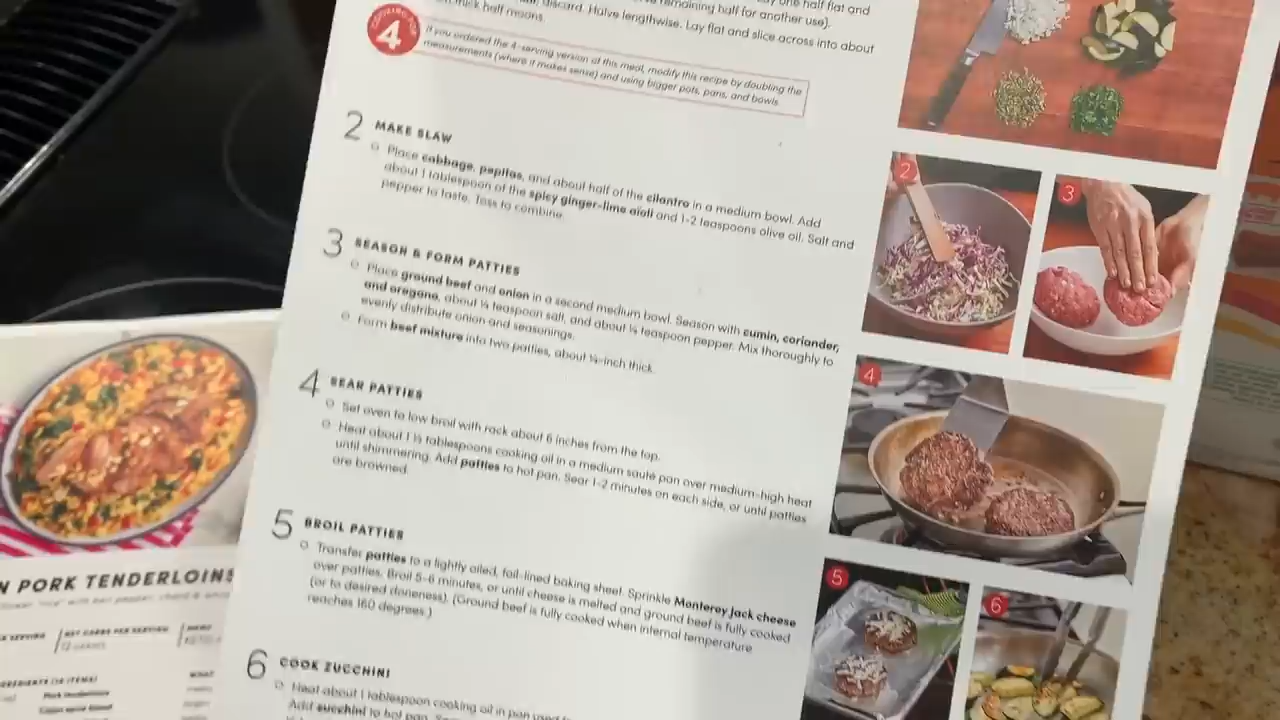 one half flat and
discard. Halve lengthwise. Lay flat and slice across into about
remaining half for another use).
thick half moons.
4
If you ordered the 4-serving version of this meal, modify this recipe by doubling the
measurements (where it makes sense) and using bigger pots, pans, and bowls.
2 MAKE SLAW
Place cabbage, pepitas, and about half of the cilantro in a medium bowl. Add
about 1 tablespoon of the spicy ginger-lime aioli and 1-2 teaspoons olive oil. Salt and
pepper to taste. Toss to combine.
3 SEASON & FORM PATTIES
Place ground beef and onion in a second medium bowl. Season with cumin, coriander,
and oregano, about ¼ teaspoon salt, and about ¼ teaspoon pepper. Mix thoroughly to
evenly distribute onion and seasonings.
Form beef mixture into two patties, about ¾-inch thick.
4 SEAR PATTIES
Set oven to low broil with rack about 6 inches from the top.
Heat about 1 ½ tablespoons cooking oil in a medium sauté pan over medium-high heat
until shimmering. Add patties to hot pan. Sear 1-2 minutes on each side, or until patties
are browned.
5 BROIL PATTIES
Transfer patties to a lightly oiled, foil-lined baking sheet. Sprinkle Monterey jack cheese
over patties. Broil 5-6 minutes, or until cheese is melted and ground beef is fully cooked
(or to desired doneness). (Ground beef is fully cooked when internal temperature
reaches 160 degrees.)
6 COOK ZUCCHINI
Heat about 1 tablespoon cooking oil in pan used
Add zucchini to hot pan.
2
3
4
5
6
N PORK TENDERLOINS
NET CARBS PER SERVING
Pork tenderloins